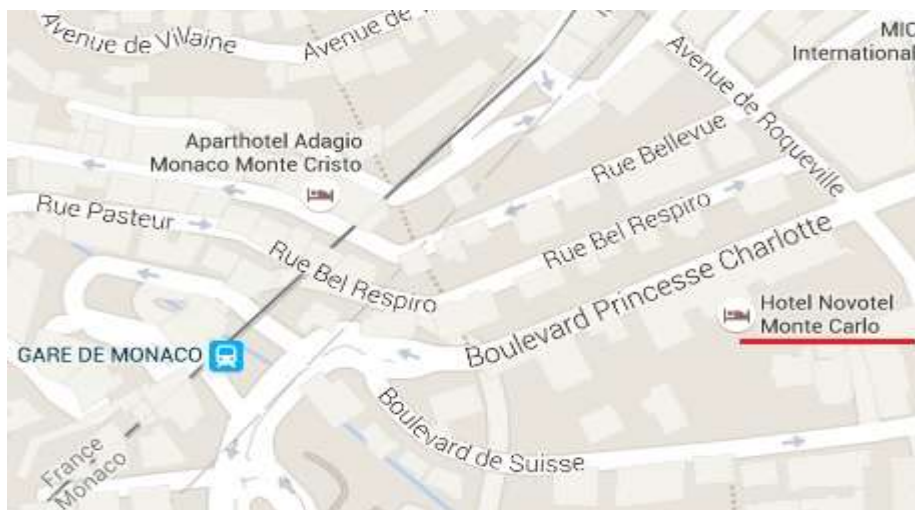 Avenue de Villaine
Avenue de
MIC
International
Avenue de Roqueville
Aparthotel Adagio
Monaco Monte Cristo
Rue Bellevue
Rue Pasteur
Rue Bel Respiro
Rue Bel Respiro
Boulevard Princesse Charlotte
Hotel Novotel
Monte Carlo
GARE DE MONACO
Boulevard de Suisse
France
Monaco